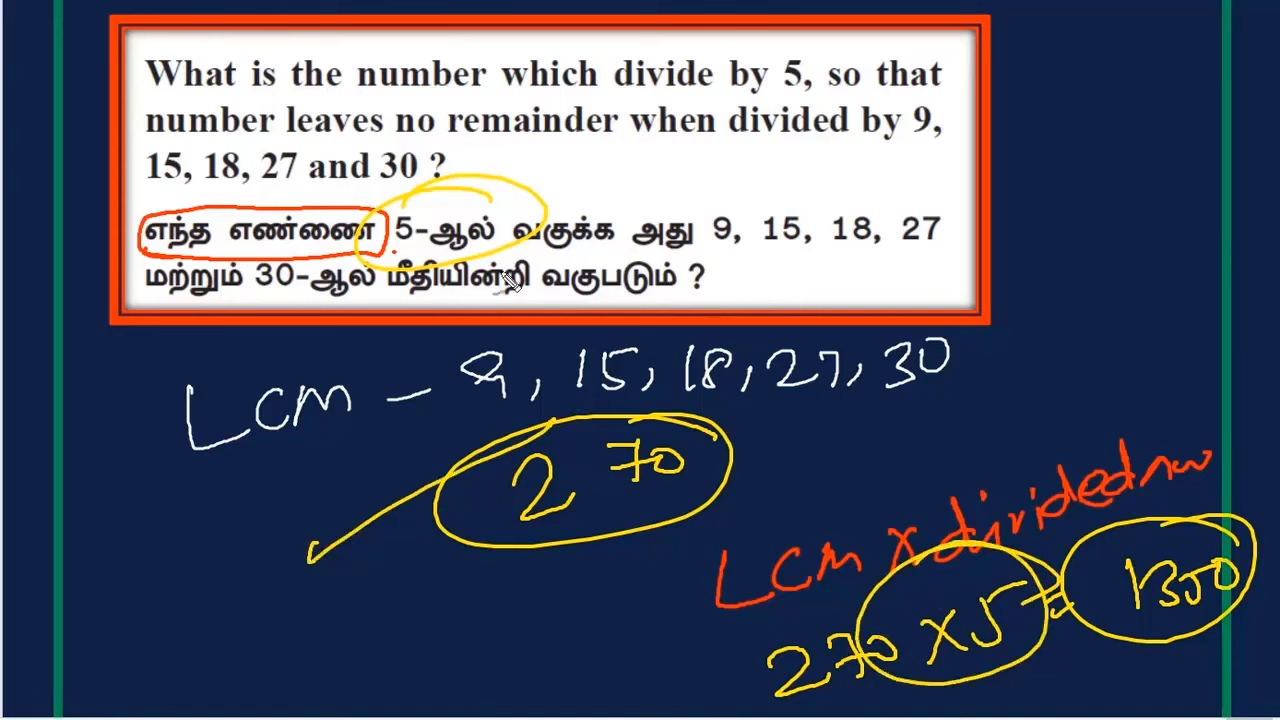 What is the number which divide by 5, so that
number leaves no remainder when divided by 9,
15, 18, 27 and 30 ?
எந்த எண்ணை 5-ஆல் வகுக்க அது 9, 15, 18, 27
மற்றும் 30-ஆல் மீதியின்றி வகுபடும் ?
LCM - 9, 15, 18, 27, 30
270
LCM X divided no
270 X 5 = 1350